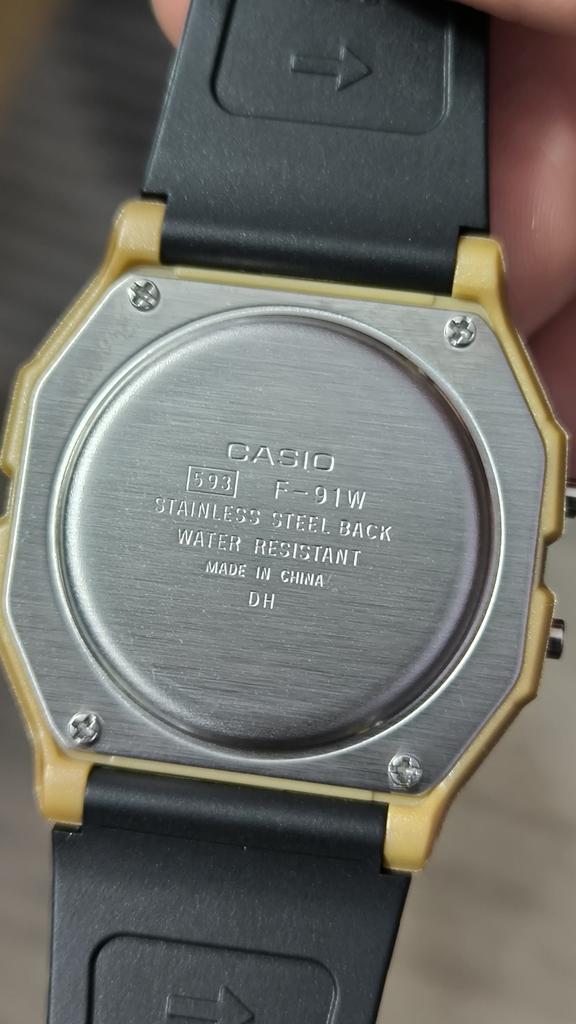 CASIO
593 F-91W
STAINLESS STEEL BACK
WATER RESISTANT
MADE IN CHINA
DH